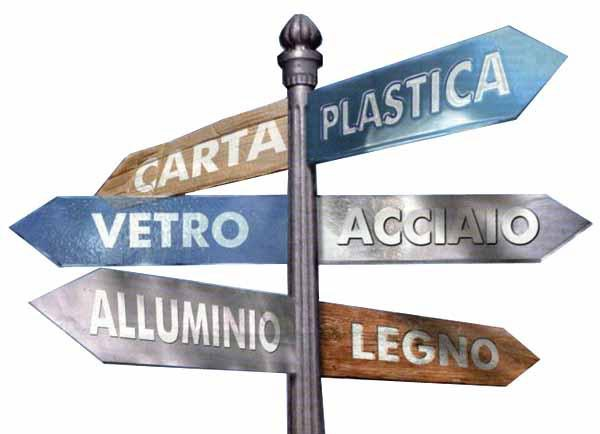 PLASTICA
CARTA
VETRO
ACCIAIO
ALLUMINIO
LEGNO